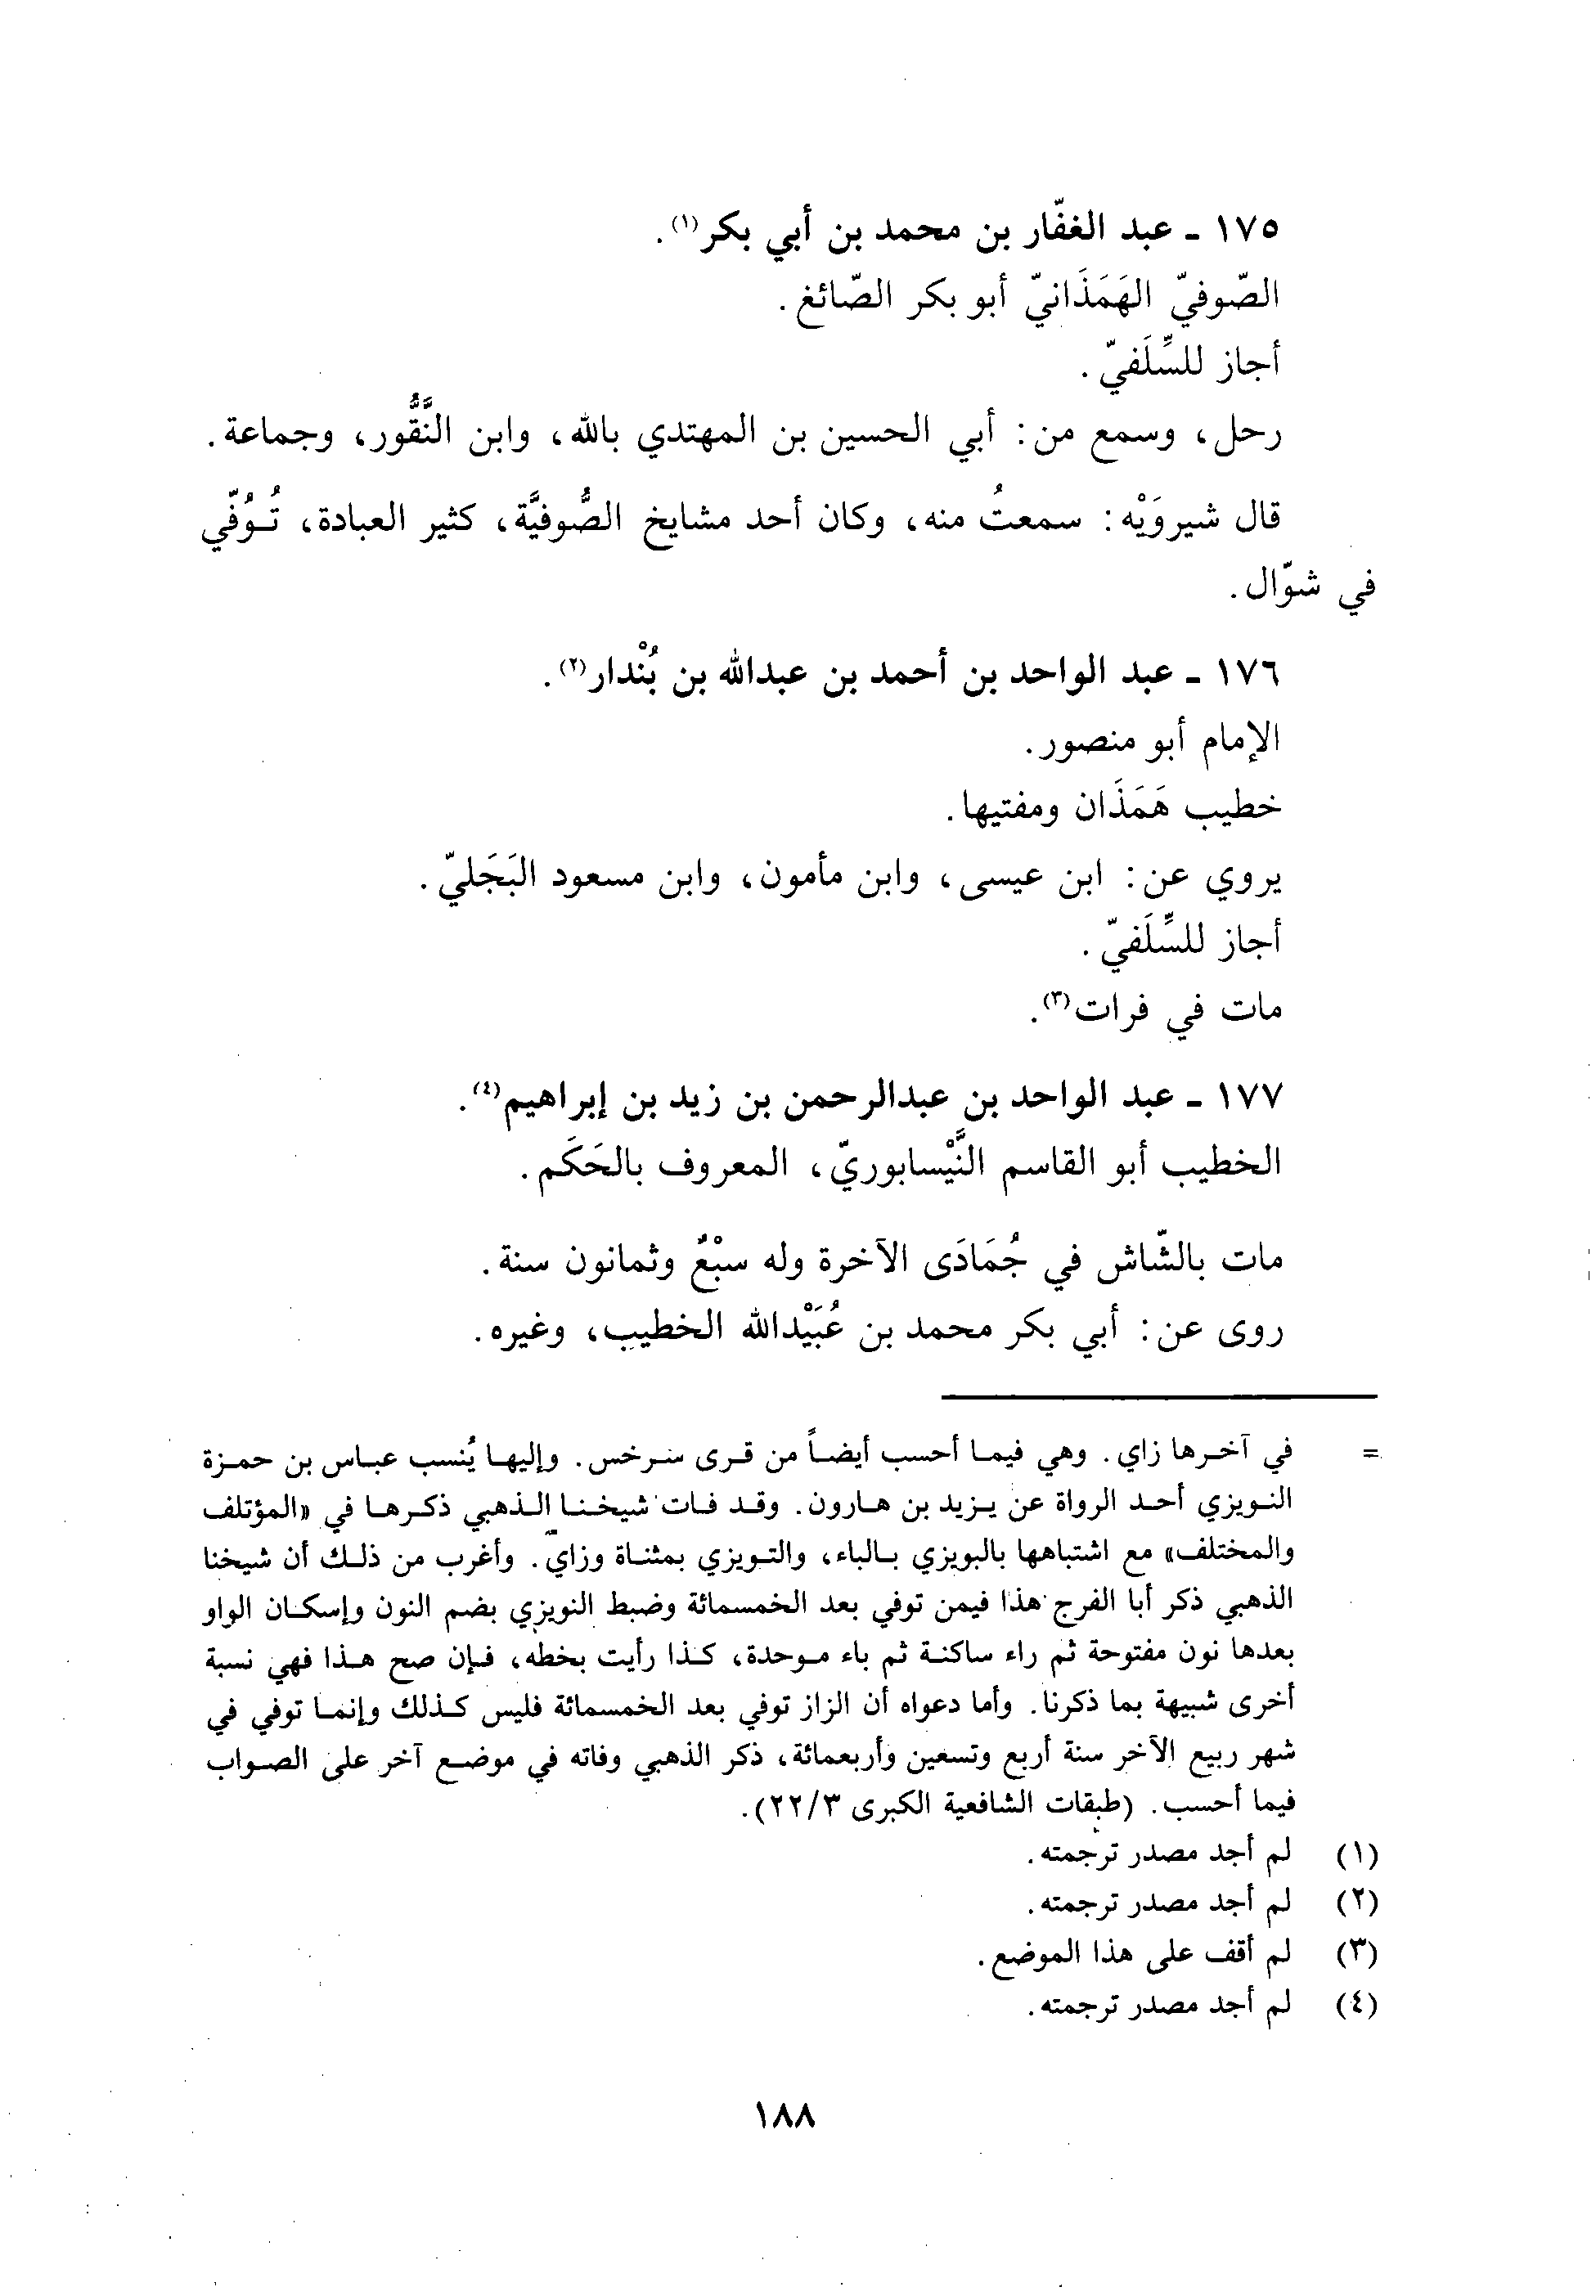 ١٧٥ - عبد الغفّار بن محمد بن أبي بكر(١).
الصّوفيّ الهَمَذَانيّ أبو بكر الصّائغ.
أجاز للسِّلَفيّ.
رحل، وسمع من: أبي الحسين بن المهتدي بالله، وابن النَّقُّور، وجماعة.
قال شيروَيْه: سمعتُ منه، وكان أحد مشايخ الصُّوفيَّة، كثير العبادة، تُوُفّي
في شوّال.
١٧٦ - عبد الواحد بن أحمد بن عبدالله بن بُنْدار(٢).
الإمام أبو منصور.
خطيب هَمَذَان ومفتيها.
يروي عن: ابن عيسى، وابن مأمون، وابن مسعود البَجَليّ.
أجاز للسِّلَفيّ.
مات في فرات(٣).
١٧٧ - عبد الواحد بن عبدالرحمن بن زيد بن إبراهيم(٤).
الخطيب أبو القاسم النَّيْسابوريّ، المعروف بالحَكَم.
مات بالشّاش في جُمَادَى الآخرة وله سبْعٌ وثمانون سنة.
روى عن: أبي بكر محمد بن عُبَيْدالله الخطيب، وغيره.
= في آخرها زاي. وهي فيما أحسب أيضاً من قرى سرخس. وإليها يُنسب عباس بن حمزة
النويزي أحد الرواة عن يزيد بن هارون. وقد فات شيخنا الذهبي ذكرها في «المؤتلف
والمختلف» مع اشتباهها بالبويزي بالباء، والتويزي بمثناة وزاي. وأغرب من ذلك أن شيخنا
الذهبي ذكر أبا الفرج هذا فيمن توفي بعد الخمسمائة وضبط النويزي بضم النون وإسكان الواو
بعدها نون مفتوحة ثم راء ساكنة ثم باء موحدة، كذا رأيت بخطه، فإن صح هذا فهي نسبة
أخرى شبيهة بما ذكرنا. وأما دعواه أن الزاز توفي بعد الخمسمائة فليس كذلك وإنما توفي في
شهر ربيع الآخر سنة أربع وتسعين وأربعمائة، ذكر الذهبي وفاته في موضع آخر على الصواب
فيما أحسب. (طبقات الشافعية الكبرى ٢٢/٣).
(١) لم أجد مصدر ترجمته.
(٢) لم أجد مصدر ترجمته.
(٣) لم أقف على هذا الموضع.
(٤) لم أجد مصدر ترجمته.
١٨٨